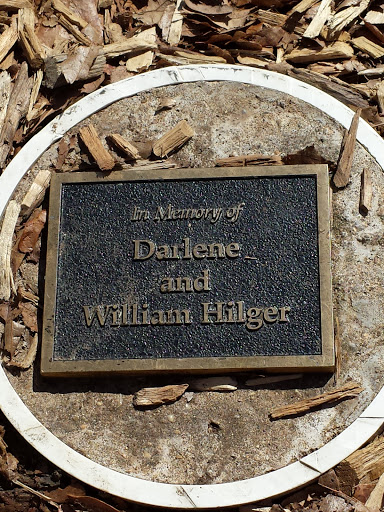 In Memory of
Darlene
and
William Hilger